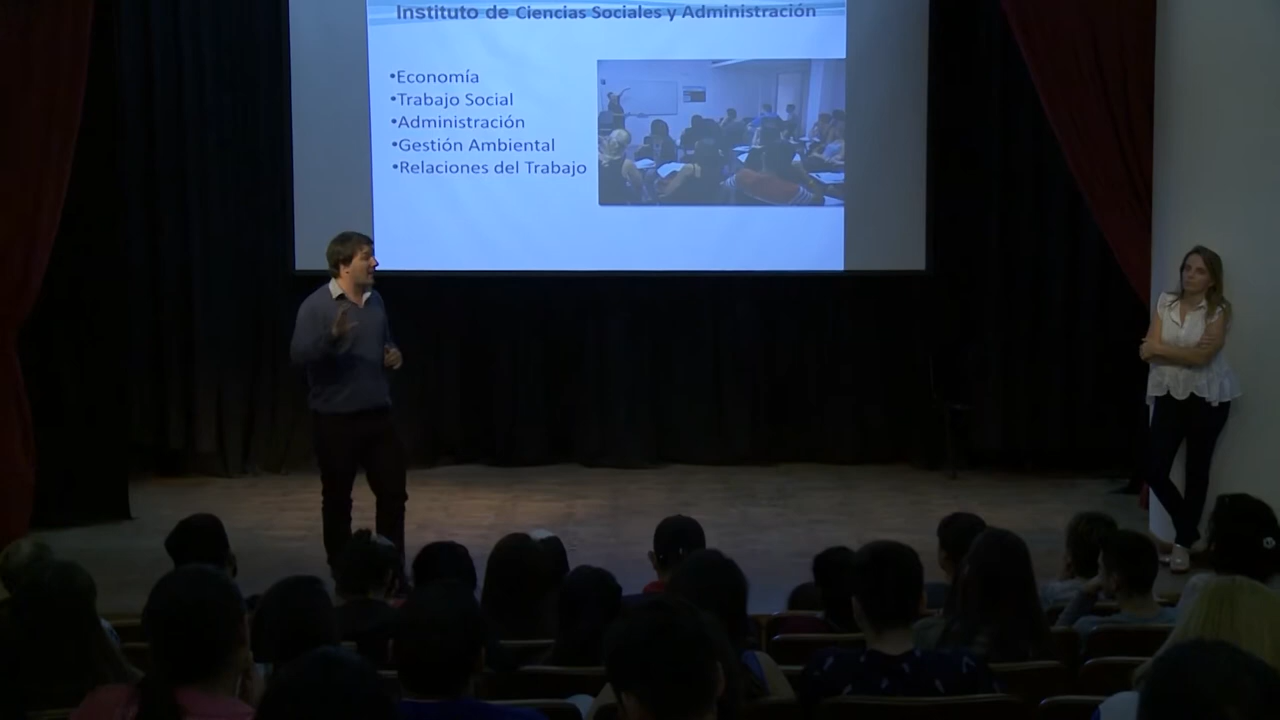 Instituto de Ciencias Sociales y Administración
•Economía
•Trabajo Social
•Administración
•Gestión Ambiental
•Relaciones del Trabajo